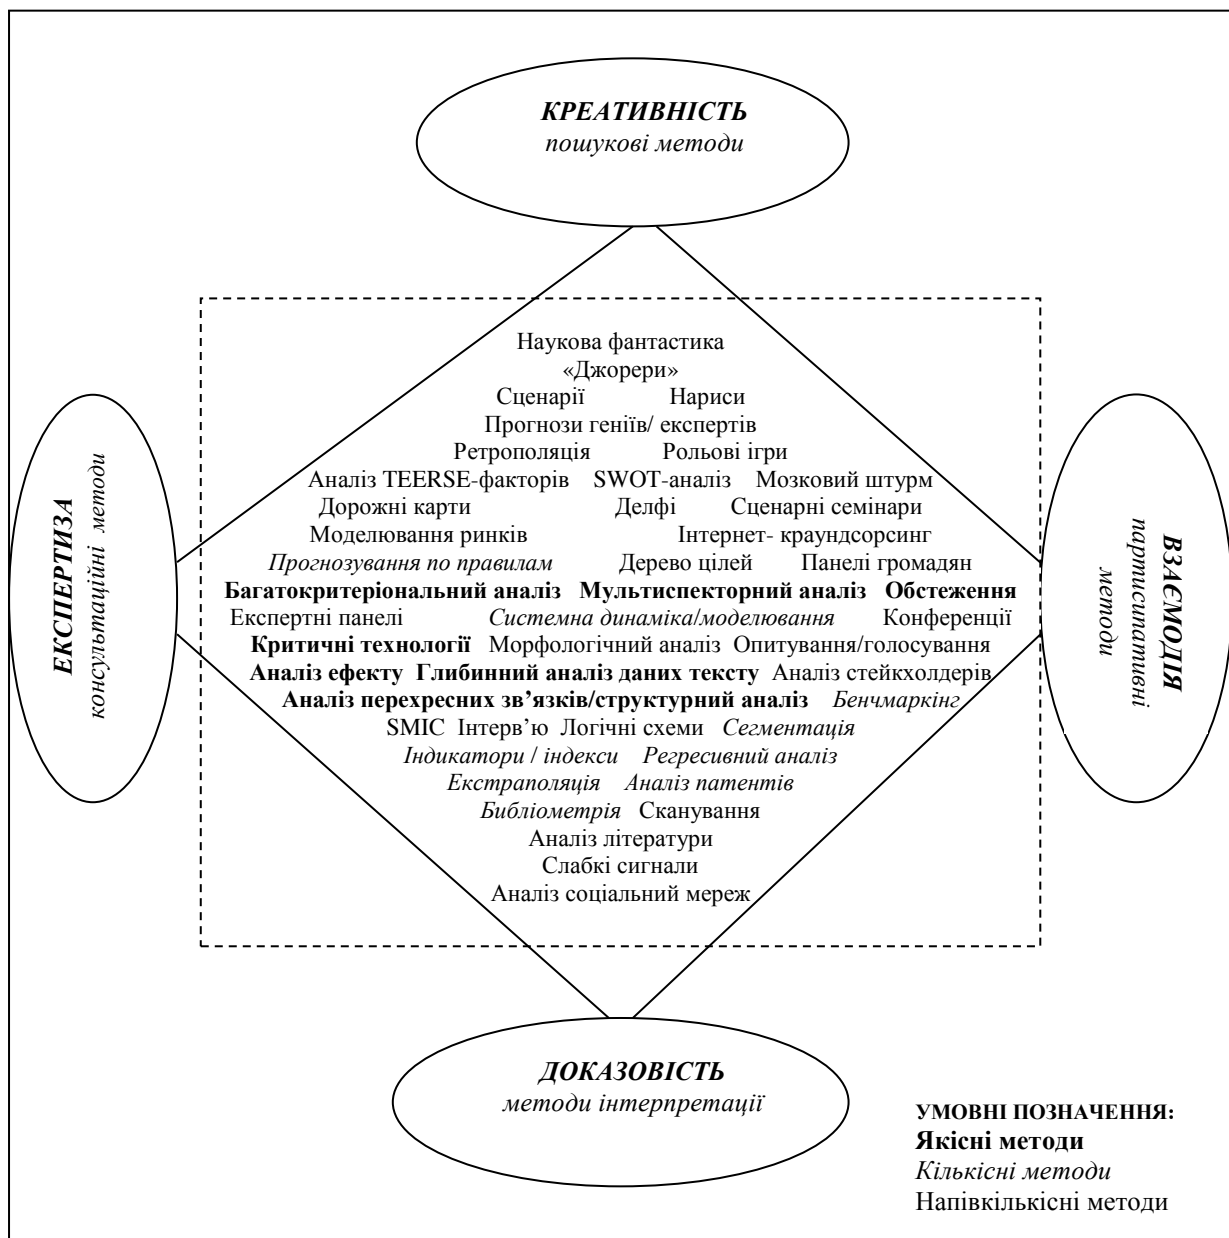 КРЕАТИВНІСТЬ
пошукові методи
Наукова фантастика
«Джорери»
Сценарії Нариси
Прогнози геніїв/ експертів
Ретрополяція Рольові ігри
Аналіз TEERSE-факторів SWOT-аналіз Мозковий штурм
Дорожні карти Делфі Сценарні семінари
Моделювання ринків Інтернет- краундсорсинг
Прогнозування по правилам Дерево цілей Панелі громадян
Багатокритеріональний аналіз Мультиспекторний аналіз Обстеження
Експертні панелі Системна динаміка/моделювання Конференції
Критичні технології Морфологічний аналіз Опитування/голосування
Аналіз ефекту Глибинний аналіз даних тексту Аналіз стейкхолдерів
Аналіз перехресних зв’язків/структурний аналіз Бенчмаркінг
SMIC Інтерв’ю Логічні схеми Сегментація
Індикатори / індекси Регресивний аналіз
Екстраполяція Аналіз патентів
Библіометрія Сканування
Аналіз літератури
Слабкі сигнали
Аналіз соціальний мереж
ЕКСПЕРТИЗА
консультаційні методи
ВЗАЄМОДІЯ
партисипативні
методи
ДОКАЗОВІСТЬ
методи інтерпретації
УМОВНІ ПОЗНАЧЕННЯ:
Якісні методи
Кількісні методи
Напівкількісні методи